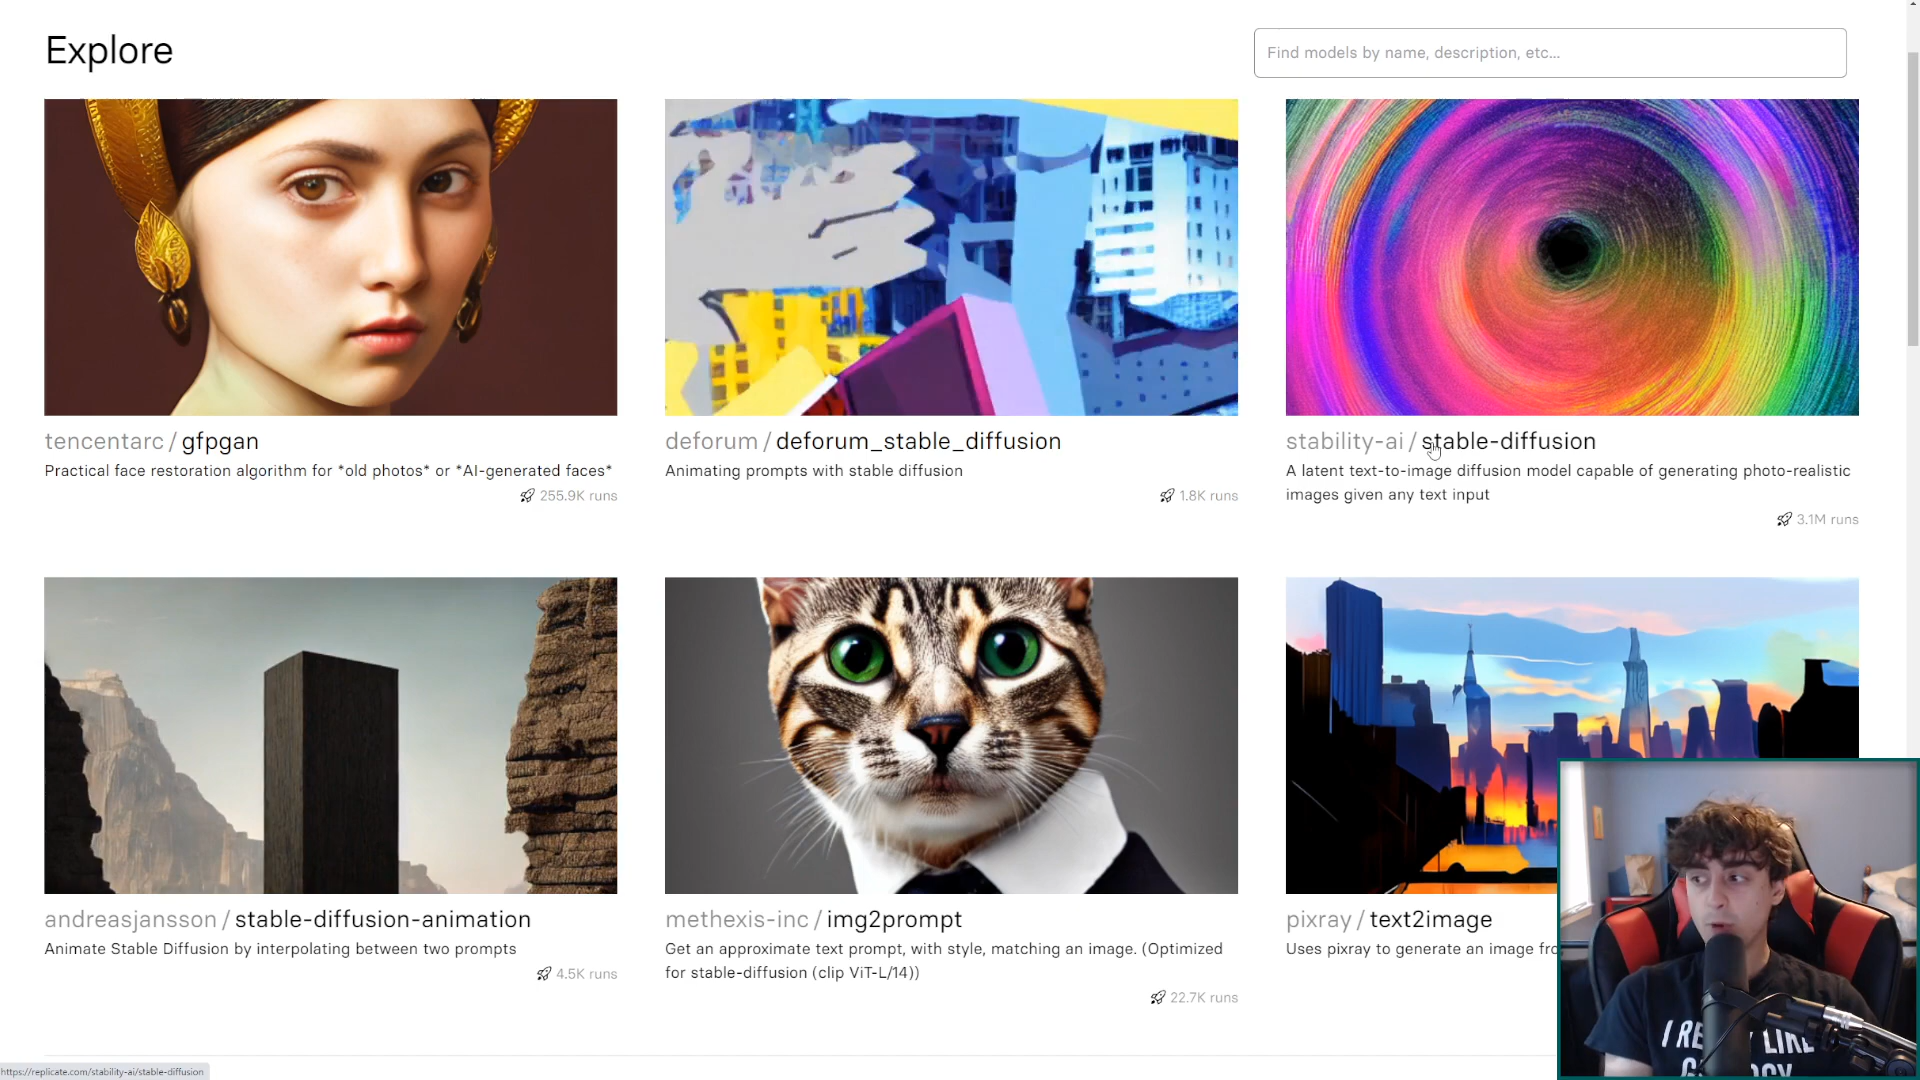 Explore
Find models by name, description, etc...
tencentarc / gfpgan
Practical face restoration algorithm for *old photos* or *AI-generated faces*
255.9K runs
deforum / deforum_stable_diffusion
Animating prompts with stable diffusion
1.8K runs
stability-ai / stable-diffusion
A latent text-to-image diffusion model capable of generating photo-realistic
images given any text input
3.1M runs
andreasjansson / stable-diffusion-animation
Animate Stable Diffusion by interpolating between two prompts
4.5K runs
methexis-inc / img2prompt
Get an approximate text prompt, with style, matching an image. (Optimized
for stable-diffusion (clip ViT-L/14))
22.7K runs
pixray / text2image
Uses pixray to generate an image
I LIKE
https://replicate.com/stability-ai/stable-diffusion